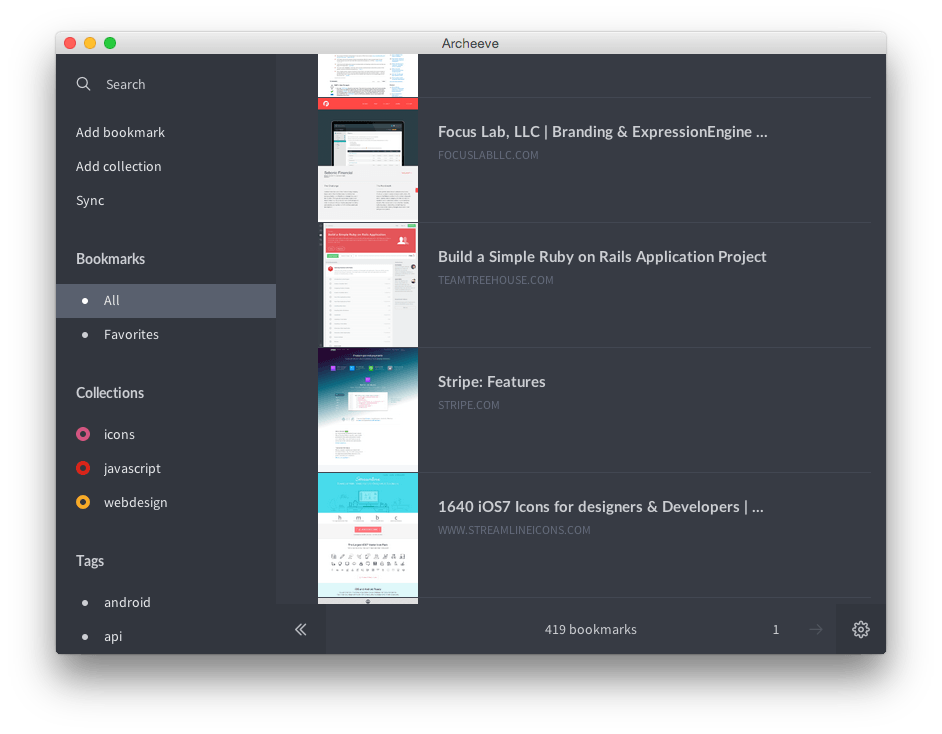 Archeeve
Search
Add bookmark
Add collection
Sync
Bookmarks
All
Favorites
Collections
icons
javascript
webdesign
Tags
android
api
Focus Lab, LLC | Branding & ExpressionEngine ...
FOCUSLABLLC.COM
Build a Simple Ruby on Rails Application Project
TEAMTREEHOUSE.COM
Stripe: Features
STRIPE.COM
1640 iOS7 Icons for designers & Developers | ...
WWW.STREAMLINEICONS.COM
419 bookmarks
1